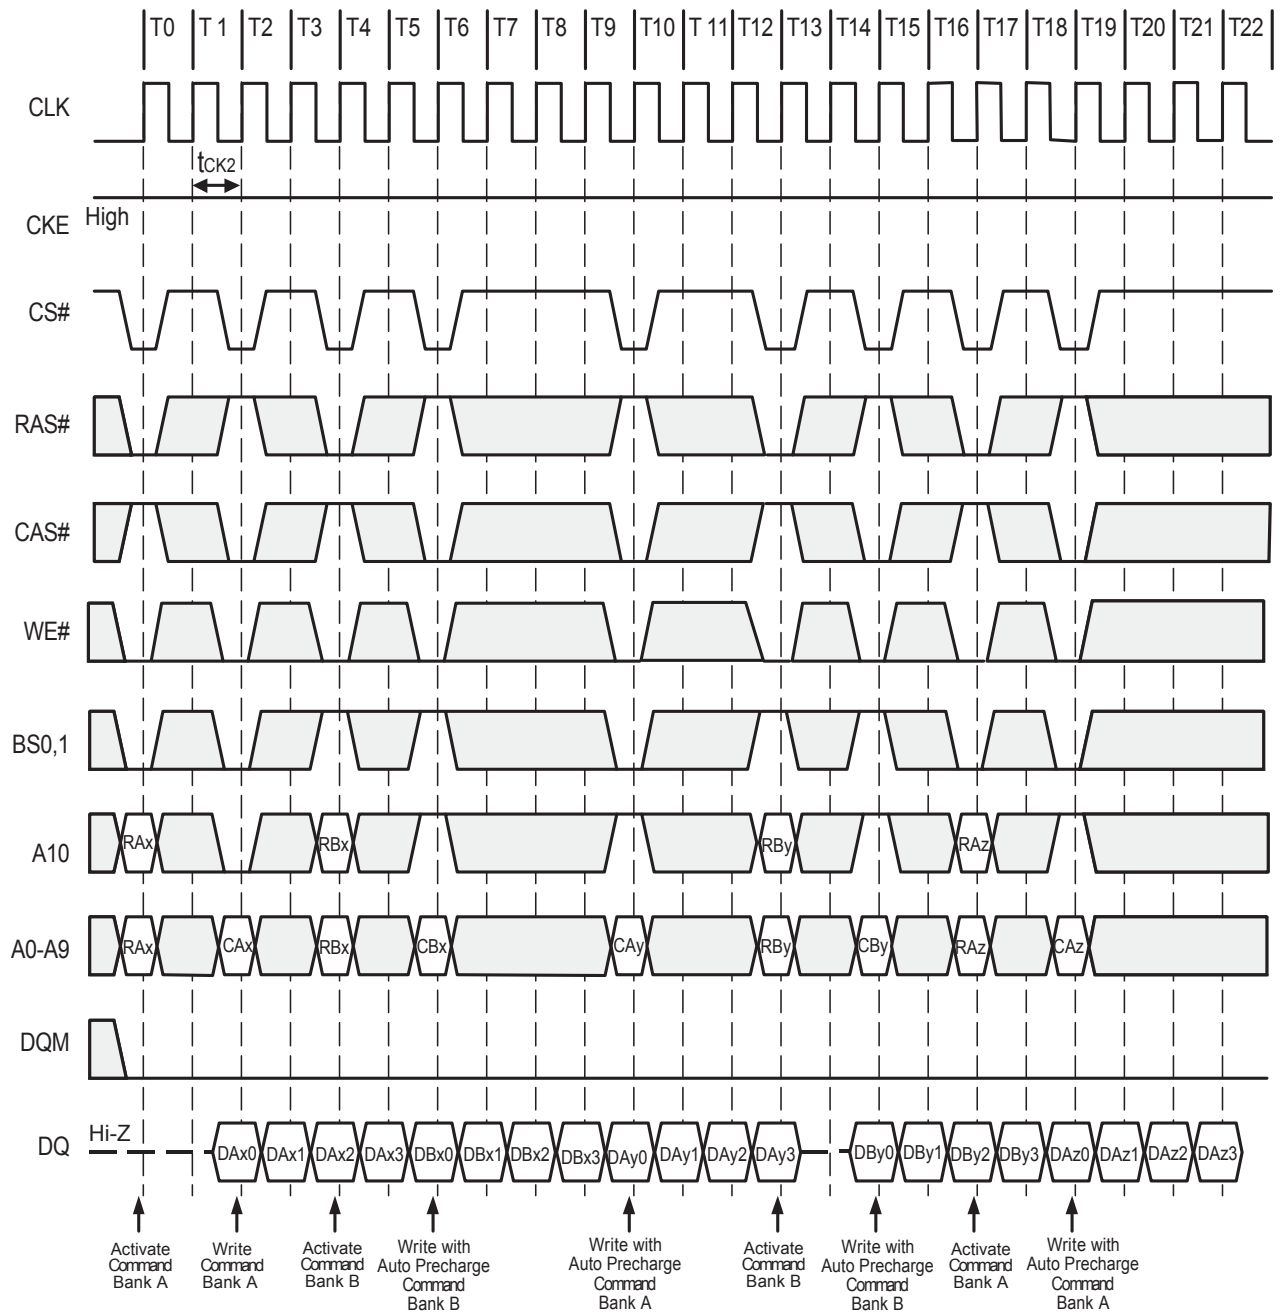 T0 T 1 T2 T3 T4 T5 T6 T7 T8 T9 T10 T 11 T12 T13 T14 T15 T16 T17 T18 T19 T20 T21 T22
CLK
tCK2
CKE High
CS#
RAS#
CAS#
WE#
BS0,1
A10 RAx RBx RBy RAz
A0-A9 RAx CAx RBx CBx CAy RBy CBy RAz CAz
DQM
DQ Hi-Z DAx0 DAx1 DAx2 DAx3 DBx0 DBx1 DBx2 DBx3 DAy0 DAy1 DAy2 DAy3 DBy0 DBy1 DBy2 DBy3 DAz0 DAz1 DAz2 DAz3
Activate
Command
Bank A
Write
Command
Bank A
Activate
Command
Bank B
Write with
Auto Precharge
Command
Bank B
Write with
Auto Precharge
Command
Bank A
Activate
Command
Bank B
Write with
Auto Precharge
Command
Bank B
Activate
Command
Bank A
Write with
Auto Precharge
Command
Bank A